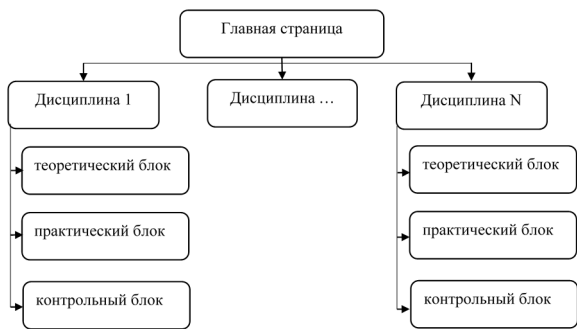 Главная страница
Дисциплина 1
Дисциплина …
Дисциплина N
теоретический блок
теоретический блок
практический блок
практический блок
контрольный блок
контрольный блок